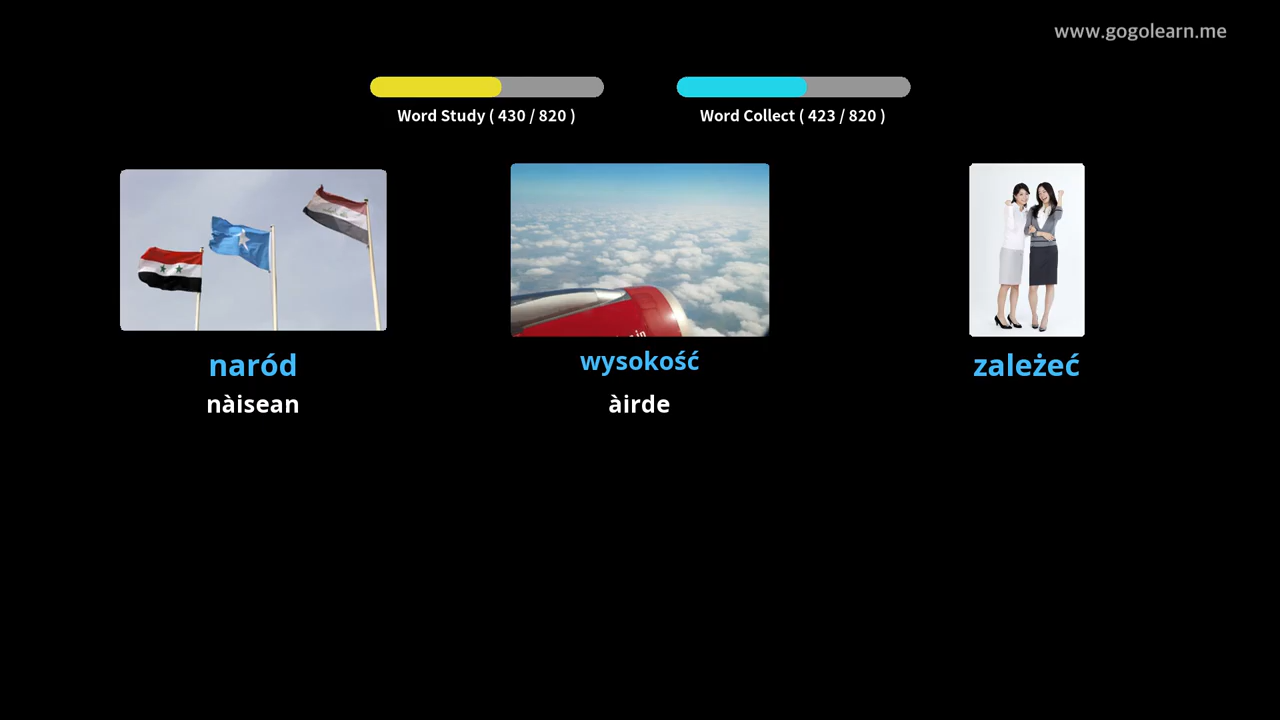 www.gogolearn.me
Word Study ( 430 / 820 )
Word Collect ( 423 / 820 )
naród
wysokość
zależeć
nàisean
àirde